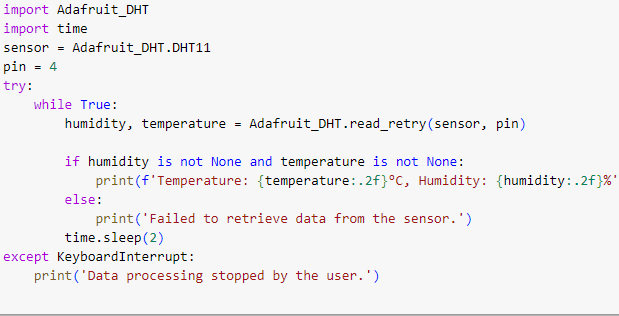 import Adafruit_DHT
import time
sensor = Adafruit_DHT.DHT11
pin = 4
try:
    while True:
        humidity, temperature = Adafruit_DHT.read_retry(sensor, pin)

        if humidity is not None and temperature is not None:
            print(f'Temperature: {temperature:.2f}°C, Humidity: {humidity:.2f}%'
        else:
            print('Failed to retrieve data from the sensor.')
        time.sleep(2)
except KeyboardInterrupt:
    print('Data processing stopped by the user.')